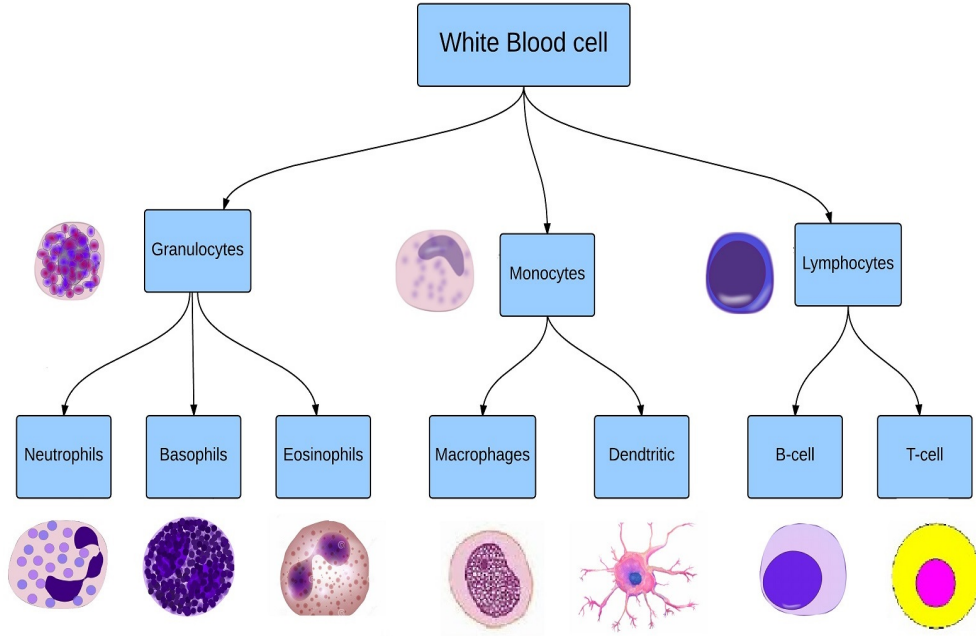 White Blood cell
Granulocytes
Monocytes
Lymphocytes
Neutrophils
Basophils
Eosinophils
Macrophages
Dendtritic
B-cell
T-cell